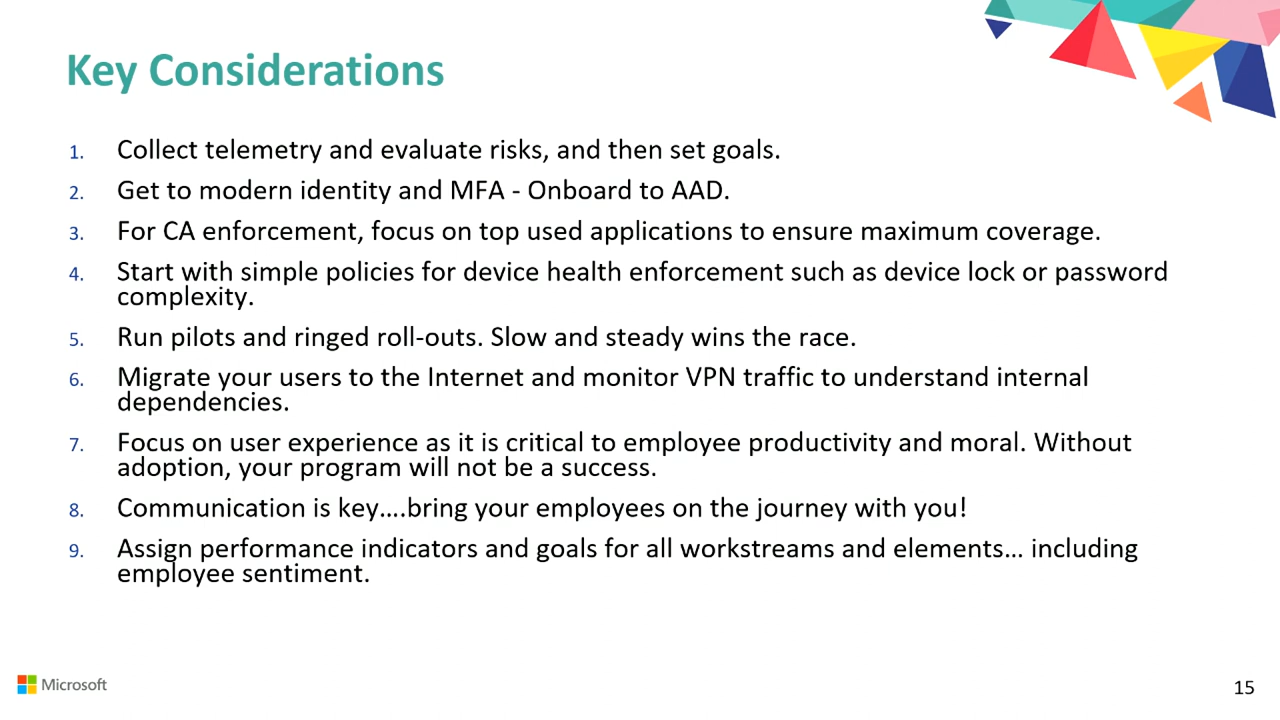 Key Considerations
1. Collect telemetry and evaluate risks, and then set goals.
2. Get to modern identity and MFA - Onboard to AAD.
3. For CA enforcement, focus on top used applications to ensure maximum coverage.
4. Start with simple policies for device health enforcement such as device lock or password
complexity.
5. Run pilots and ringed roll-outs. Slow and steady wins the race.
6. Migrate your users to the Internet and monitor VPN traffic to understand internal
dependencies.
7. Focus on user experience as it is critical to employee productivity and moral. Without
adoption, your program will not be a success.
8. Communication is key....bring your employees on the journey with you!
9. Assign performance indicators and goals for all workstreams and elements... including
employee sentiment.
Microsoft
15